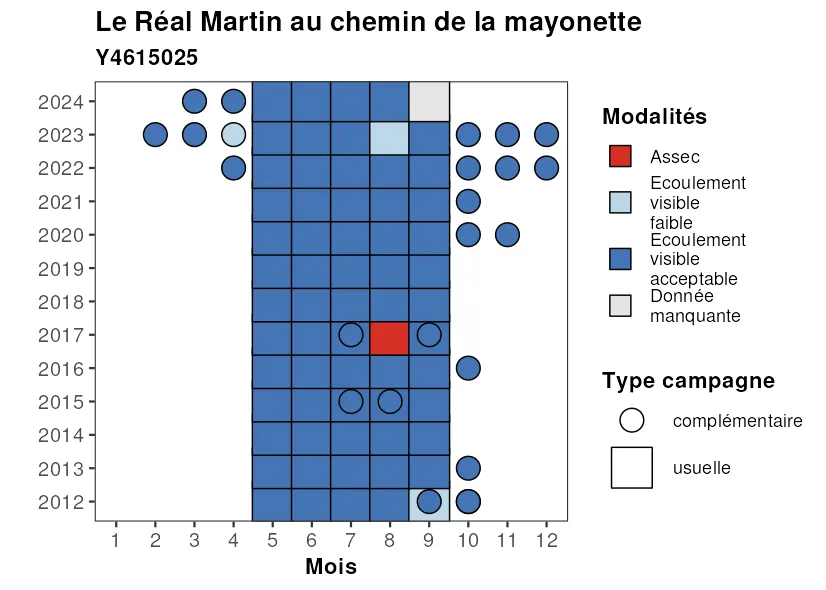 Le Réal Martin au chemin de la mayonette
Y4615025
2024
2023
2022
2021
2020
2019
2018
2017
2016
2015
2014
2013
2012
1 2 3 4 5 6 7 8 9 10 11 12
Mois
Modalités
Assec
Ecoulement
visible
faible
Ecoulement
visible
acceptable
Donnée
manquante
Type campagne
complémentaire
usuelle